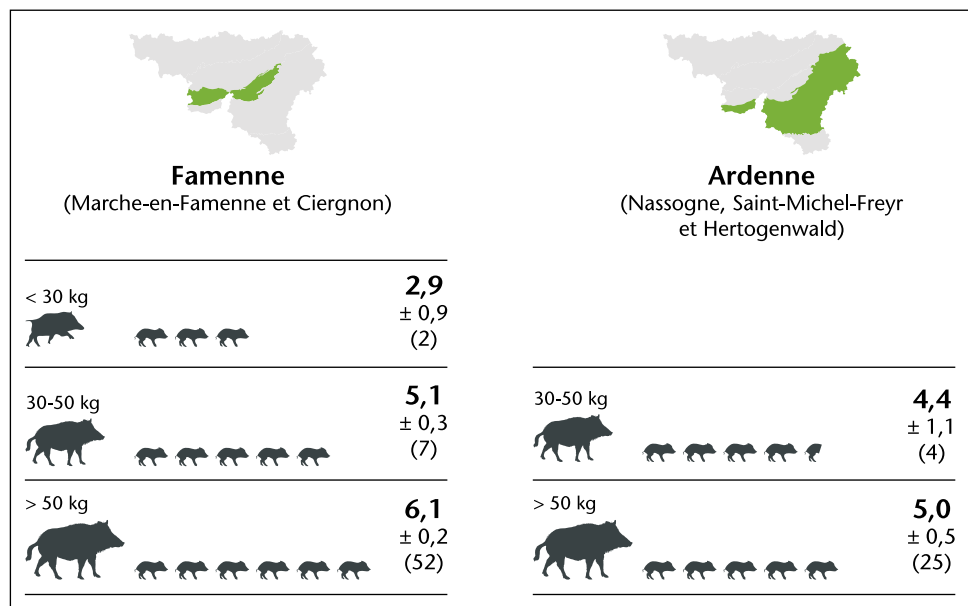 Famenne
(Marche-en-Famenne et Ciergnon)
< 30 kg
2,9
± 0,9
(2)
30-50 kg
5,1
± 0,3
(7)
> 50 kg
6,1
± 0,2
(52)
Ardenne
(Nassogne, Saint-Michel-Freyr
et Hertogenwald)
30-50 kg
4,4
± 1,1
(4)
> 50 kg
5,0
± 0,5
(25)